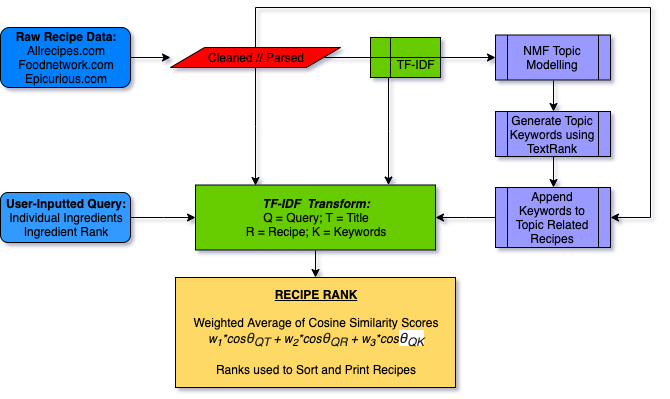 Raw Recipe Data:
Allrecipes.com
Foodnetwork.com
Epicurious.com
Cleaned // Parsed
TF-IDF
NMF Topic
Modelling
Generate Topic
Keywords using
TextRank
User-Inputted Query:
Individual Ingredients
Ingredient Rank
TF-IDF Transform:
Q = Query; T = Title
R = Recipe; K = Keywords
Append
Keywords to
Topic Related
Recipes
RECIPE RANK
Weighted Average of Cosine Similarity Scores
w₁*cosθ_QT + w₂*cosθ_QR + w₃*cosθ_QK
Ranks used to Sort and Print Recipes